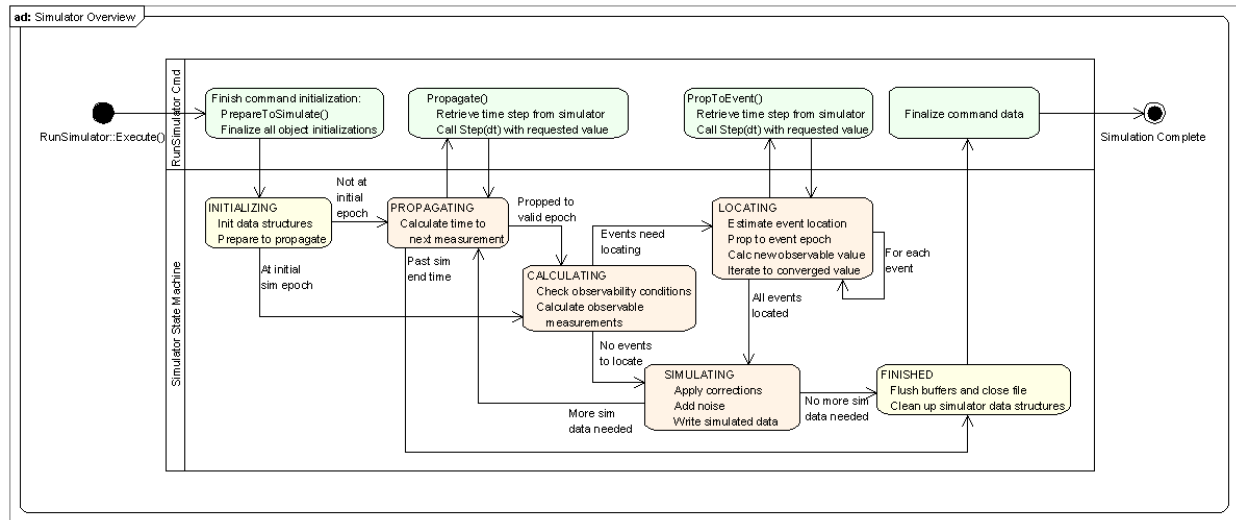 ad: Simulator Overview
RunSimulator Cmd
Finish command initialization:
PrepareToSimulate()
Finalize all object initializations
Propagate()
Retrieve time step from simulator
Call Step(dt) with requested value
PropToEvent()
Retrieve time step from simulator
Call Step(dt) with requested value
Finalize command data
RunSimulator::Execute()
Simulation Complete
Simulator State Machine
INITIALIZING
Init data structures
Prepare to propagate
Not at
initial
epoch
PROPAGATING
Calculate time to
next measurement
Propped to
valid epoch
LOCATING
Estimate event location
Prop to event epoch
Calc new observable value
Iterate to converged value
Events need
locating
For each
event
At initial
sim epoch
Past sim
end time
CALCULATING
Check observability conditions
Calculate observable
measurements
All events
located
No events
to locate
SIMULATING
Apply corrections
Add noise
Write simulated data
FINISHED
Flush buffers and close file
Clean up simulator data structures
More sim
data needed
No more sim
data needed